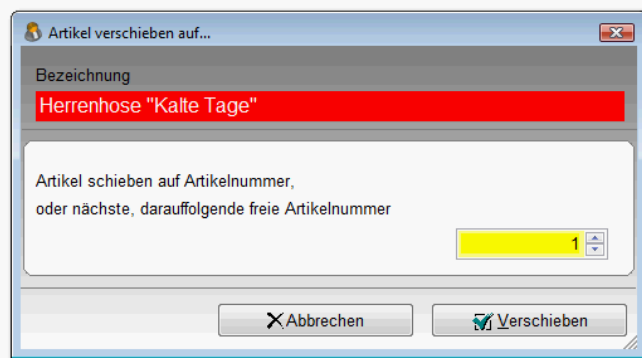 Artikel verschieben auf...
Bezeichnung
Herrenhose "Kalte Tage"
Artikel schieben auf Artikelnummer,
oder nächste, darauffolgende freie Artikelnummer
1
Abbrechen
Verschieben